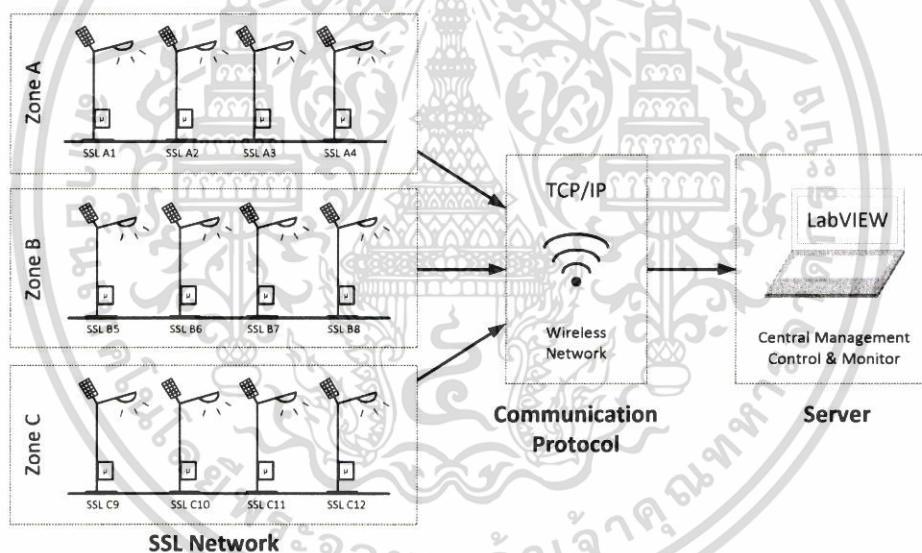 Zone A
µ µ µ µ
SSL A1 SSL A2 SSL A3 SSL A4
Zone B
µ µ µ µ
SSL B5 SSL B6 SSL B7 SSL B8
Zone C
µ µ µ µ
SSL C9 SSL C10 SSL C11 SSL C12
SSL Network
TCP/IP
Wireless
Network
Communication
Protocol
LabVIEW
Central Management
Control & Monitor
Server